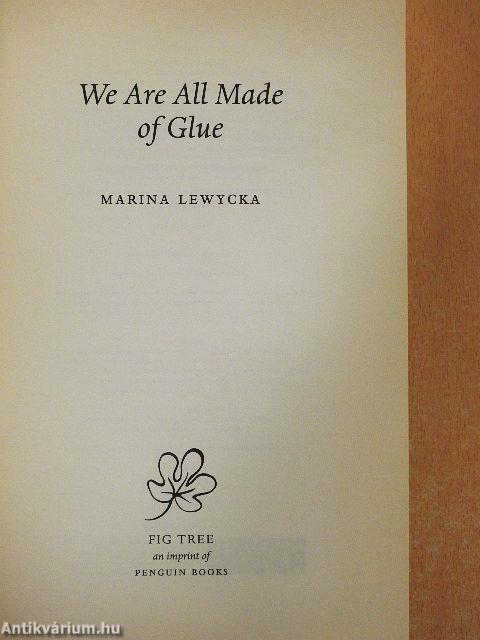 We Are All Made
of Glue
MARINA LEWYCKA
FIG TREE
an imprint of
PENGUIN BOOKS
Antikvárium.hu